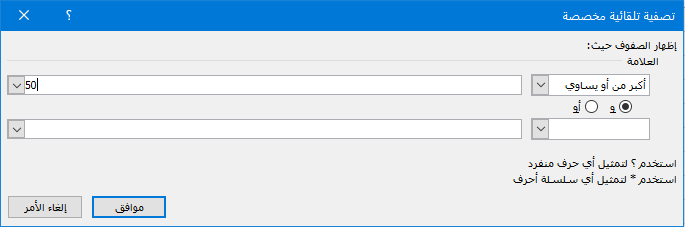 تصفية تلقائية مخصصة ؟
إظهار الصفوف حيث:
العلامة
أكبر من أو يساوي 50
و أو
استخدم ؟ لتمثيل أي حرف منفرد
استخدم * لتمثيل أي سلسلة أحرف
موافق إلغاء الأمر